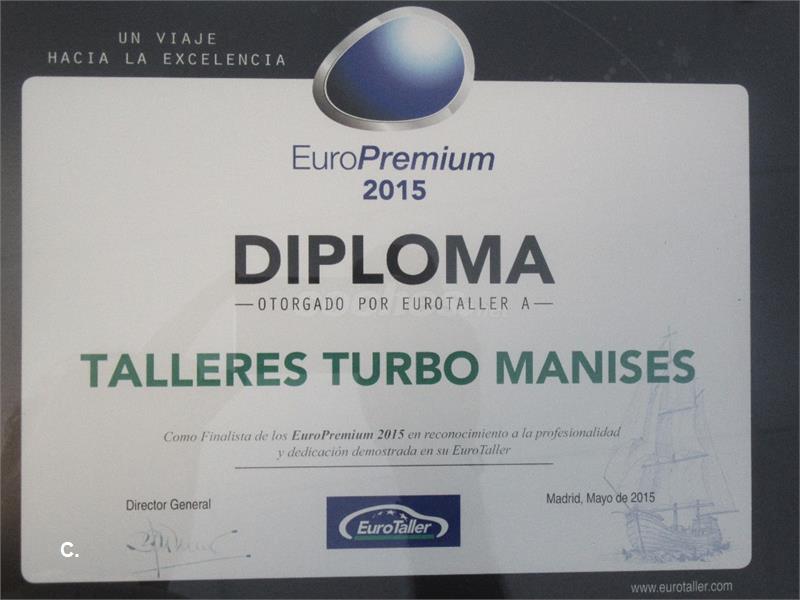 UN VIAJE
HACIA LA EXCELENCIA
EuroPremium
2015
DIPLOMA
—OTORGADO POR EUROTALLER A—
TALLERES TURBO MANISES
Como Finalista de los EuroPremium 2015 en reconocimiento a la profesionalidad
y dedicación demostrada en su EuroTaller
Director General
Madrid, Mayo de 2015
EuroTaller
C.
www.eurotaller.com